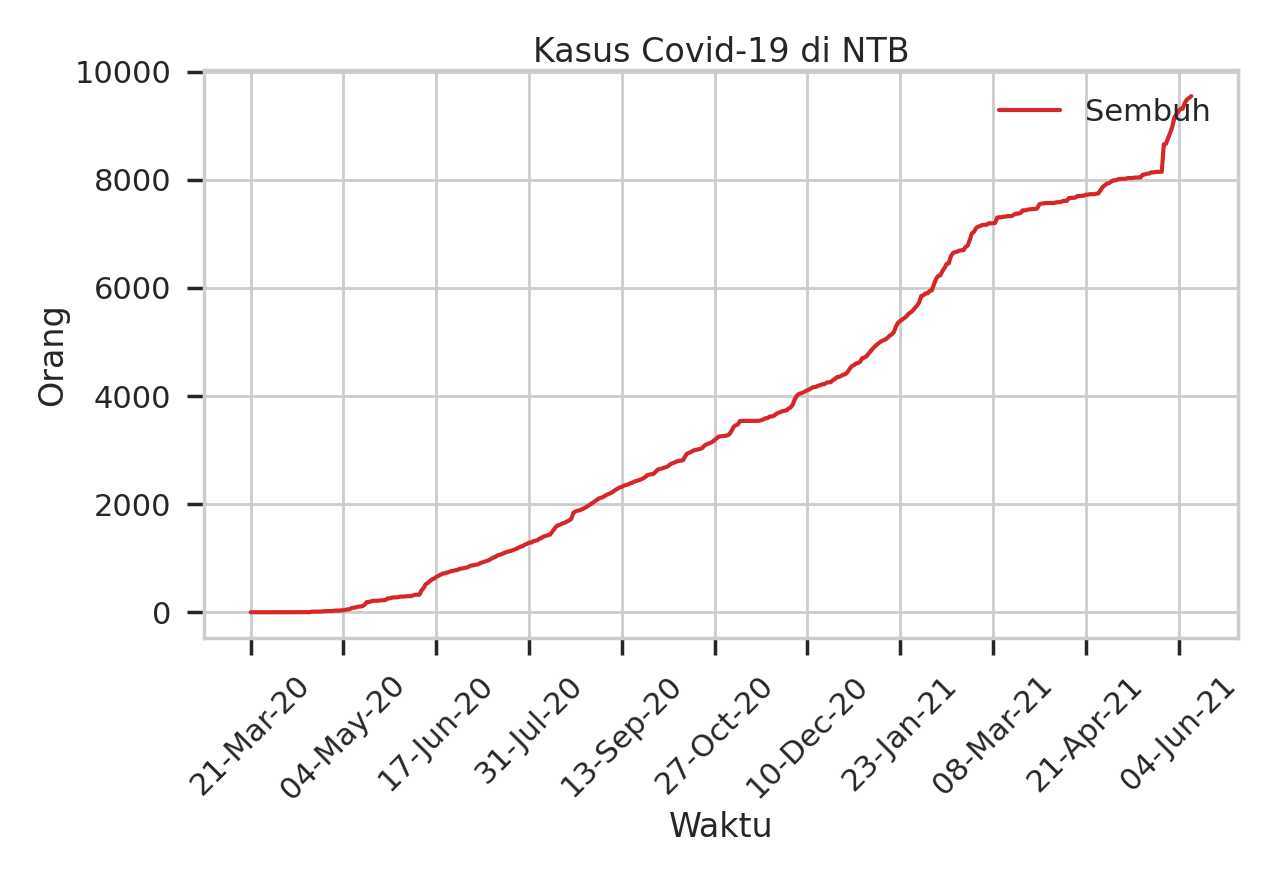 Kasus Covid-19 di NTB
10000
8000
6000
4000
2000
0
Orang
Sembuh
21-Mar-20
04-May-20
17-Jun-20
31-Jul-20
13-Sep-20
27-Oct-20
10-Dec-20
23-Jan-21
08-Mar-21
21-Apr-21
04-Jun-21
Waktu